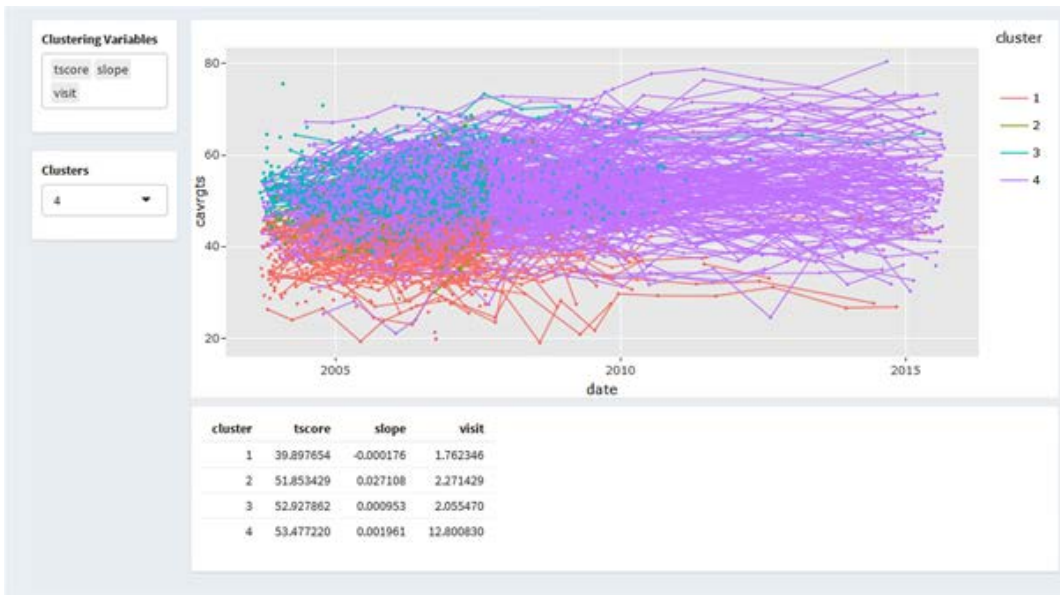 Clustering Variables
tscore slope
visit
Clusters
4
cavrgts
80
60
40
20
2005 2010 2015
date
cluster
1
2
3
4
cluster tscore slope visit
1 39.897654 -0.000176 1.762346
2 51.853429 0.027108 2.271429
3 52.927862 0.000953 2.055470
4 53.477220 0.001961 12.800830